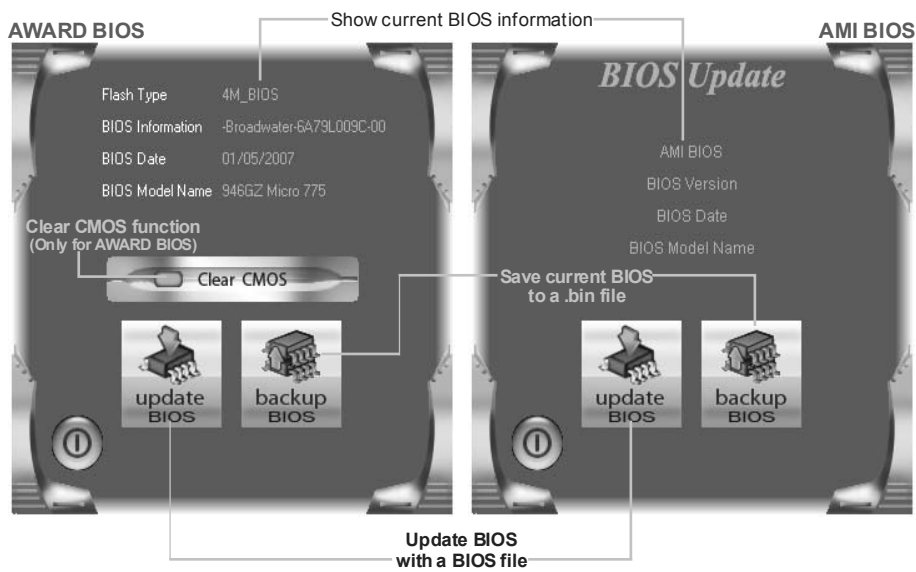 Show current BIOS information
AWARD BIOS
AMI BIOS
Flash Type 4M_BIOS
BIOS Information -Broadwater-6A79L009C-00
BIOS Date 01/05/2007
BIOS Model Name 946GZ Micro 775
Clear CMOS function
(Only for AWARD BIOS)
Clear CMOS
update
BIOS
backup
BIOS
BIOS Update
AMI BIOS
BIOS Version
BIOS Date
BIOS Model Name
Save current BIOS
to a .bin file
update
BIOS
backup
BIOS
Update BIOS
with a BIOS file